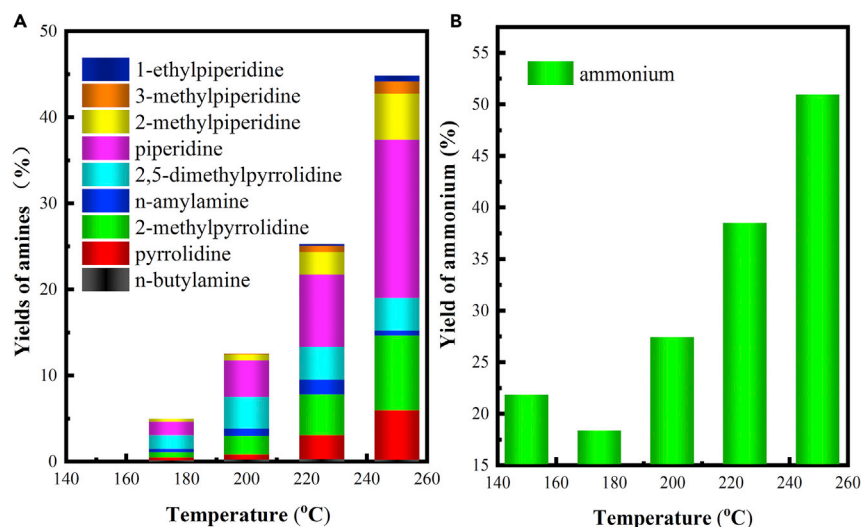 A
50
40
30
20
10
0
Yields of amines (%)
1-ethylpiperidine
3-methylpiperidine
2-methylpiperidine
piperidine
2,5-dimethylpyrrolidine
n-amylamine
2-methylpyrrolidine
pyrrolidine
n-butylamine
140 160 180 200 220 240 260
Temperature (°C)
B
55
50
45
40
35
30
25
20
15
Yield of ammonium (%)
ammonium
140 160 180 200 220 240 260
Temperature (°C)